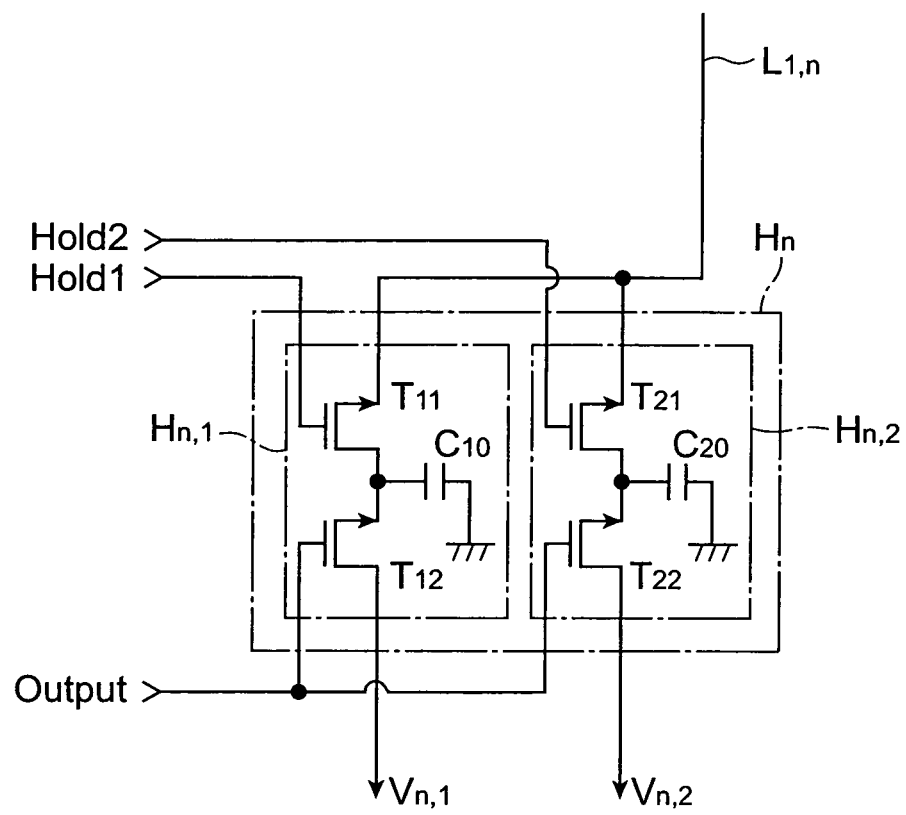 L1,n
Hold2
Hn
Hold1
T11
T21
Hn,1
C10
C20
Hn,2
T12
T22
Output
Vn,1
Vn,2